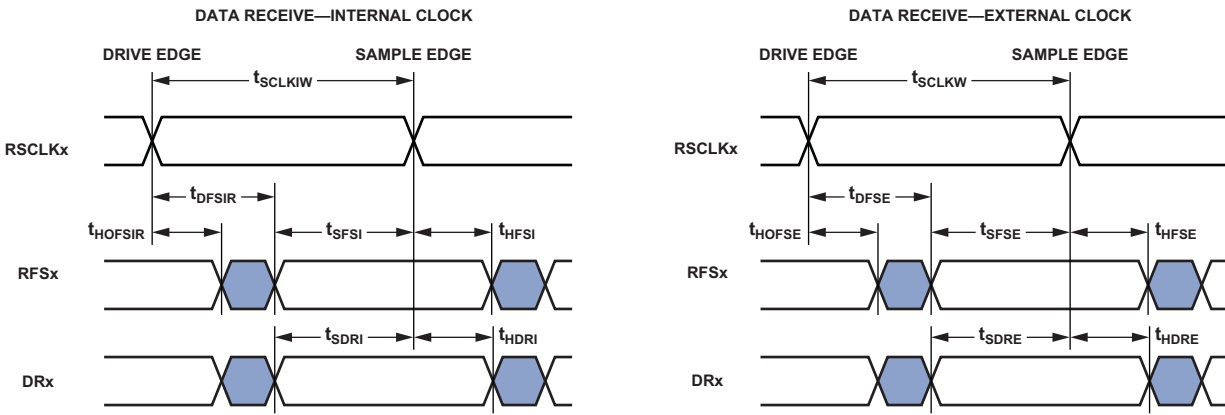 DATA RECEIVE—INTERNAL CLOCK
DRIVE EDGE
SAMPLE EDGE
tSCLKIW
RSCLKx
tDFSIR
tHOFSIR
tSFSI
tHFSI
RFSx
tSDRI
tHDRI
DRx
DATA RECEIVE—EXTERNAL CLOCK
DRIVE EDGE
SAMPLE EDGE
tSCLKW
RSCLKx
tDFSE
tHOFSE
tSFSE
tHFSE
RFSx
tSDRE
tHDRE
DRx